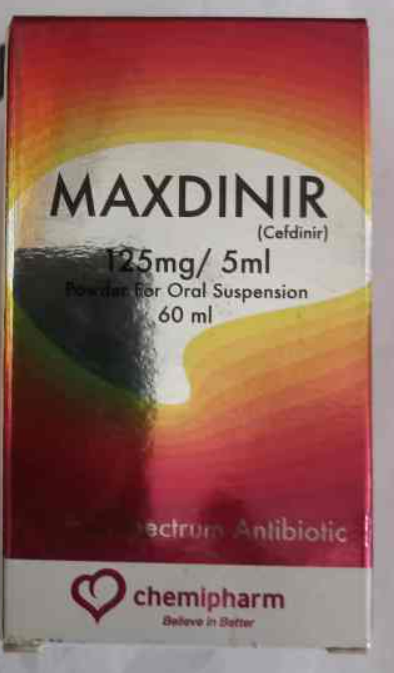 MAXDINIR
(Cefdinir)
125mg/ 5ml
Powder For Oral Suspension
60 ml
Antibiotic
chemipharm
Believe in Better